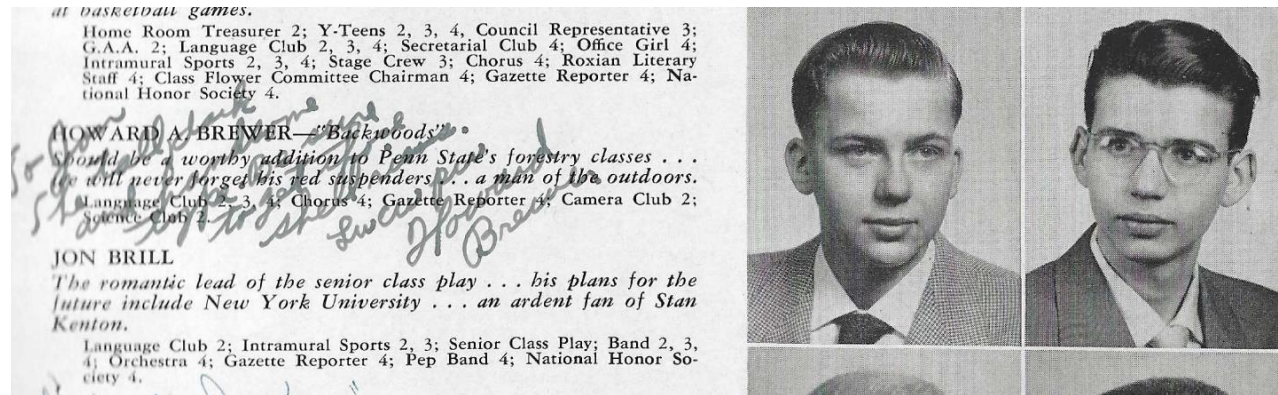 at basketball games.
Home Room Treasurer 2; Y-Teens 2, 3, 4, Council Representative 3;
G.A.A. 2; Language Club 2, 3, 4; Secretarial Club 4; Office Girl 4;
Intramural Sports 2, 3, 4; Stage Crew 3; Chorus 4; Roxian Literary
Staff 4; Class Flower Committee Chairman 4; Gazette Reporter 4; Na-
tional Honor Society 4.
HOWARD A. BREWER—"Backwoods"
Should be a worthy addition to Penn State's forestry classes . . .
we will never forget his red suspenders . . . a man of the outdoors.
Language Club 2, 3, 4; Chorus 4; Gazette Reporter 4; Camera Club 2;
Science Club 2.
To
the
to
Howard
Brewer
JON BRILL
The romantic lead of the senior class play . . . his plans for the
future include New York University . . . an ardent fan of Stan
Kenton.
Language Club 2; Intramural Sports 2, 3; Senior Class Play; Band 2, 3,
4; Orchestra 4; Gazette Reporter 4; Pep Band 4; National Honor So-
ciety 4.